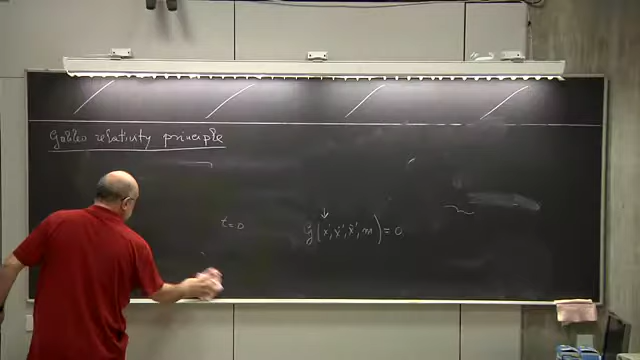 Galileo relativity principle
t = 0
g(x', ẋ', ẍ', m) = 0